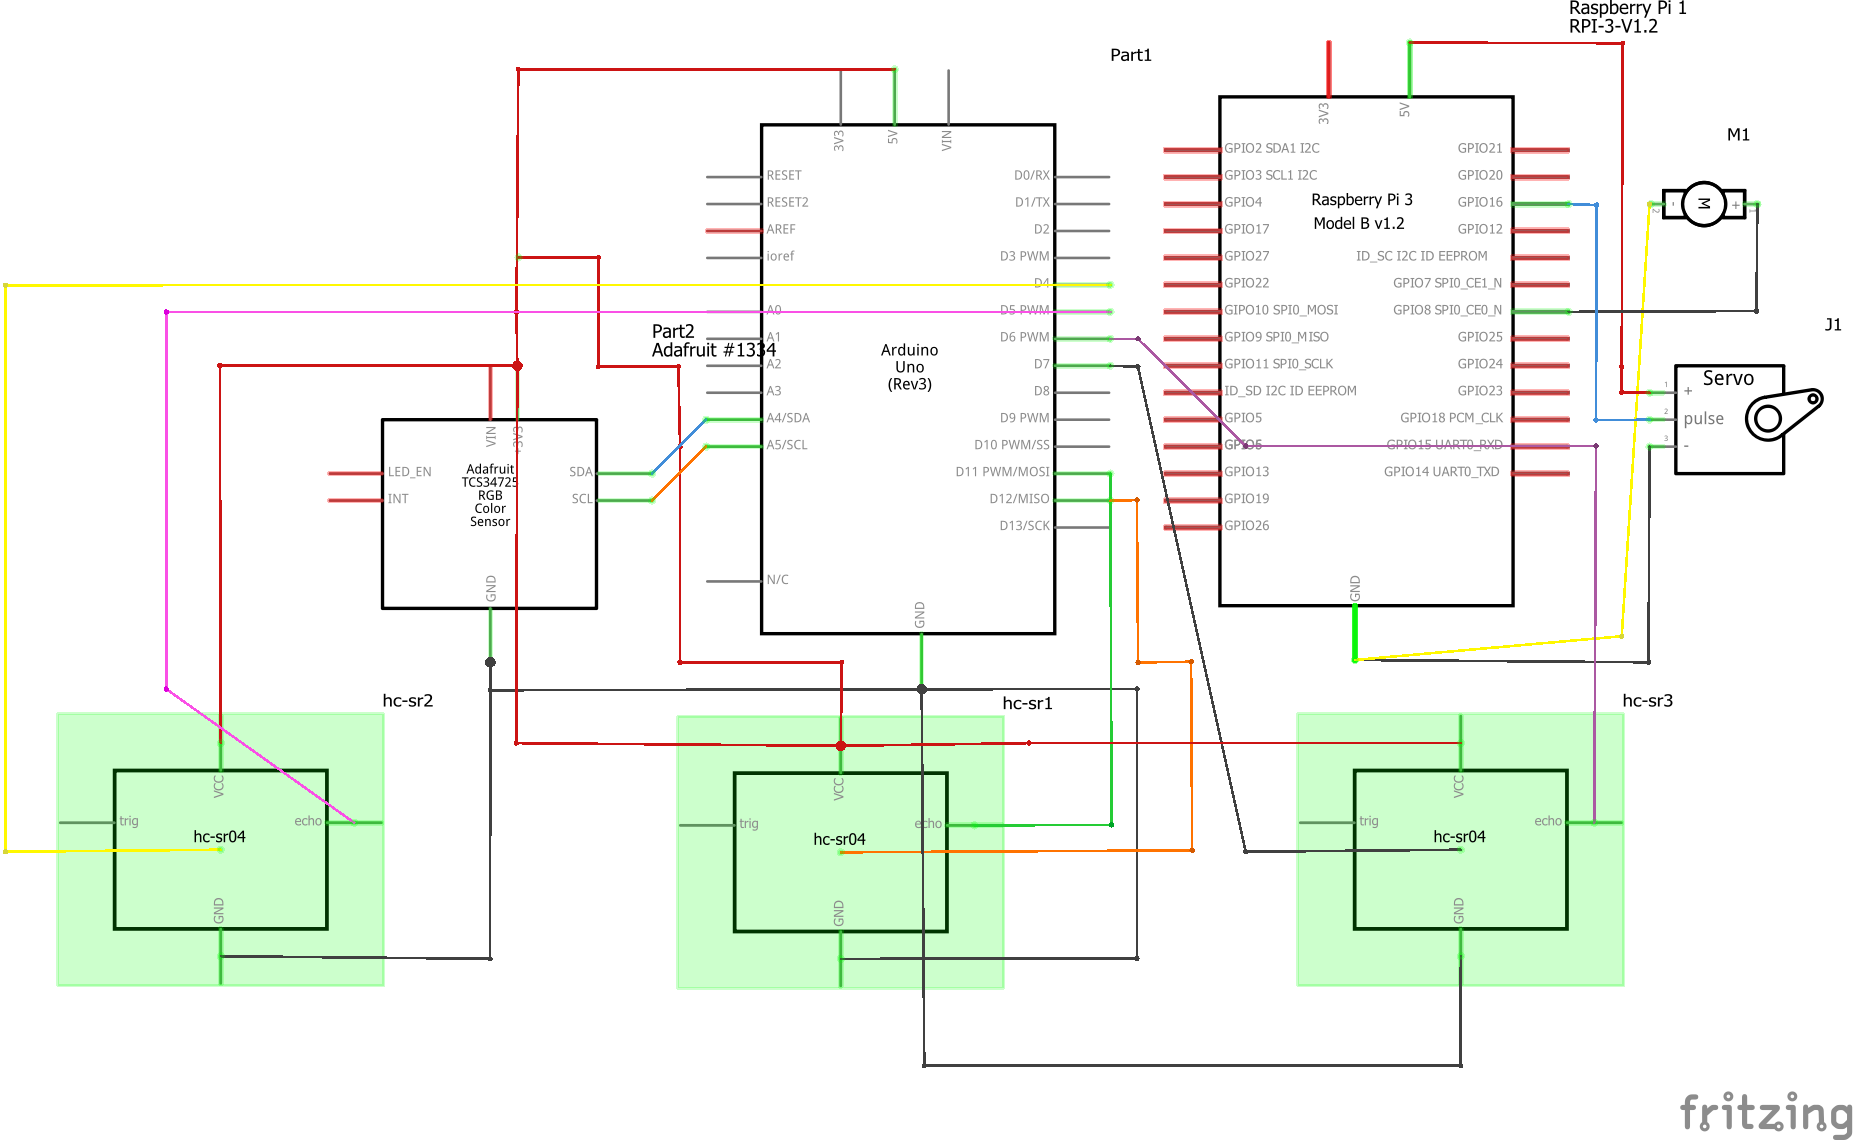 Raspberry Pi 1
RPI-3-V1.2
Part1
3V3
5V
VIN
RESET
RESET2
AREF
ioref
A0
A1
A2
A3
A4/SDA
A5/SCL
N/C
D0/RX
D1/TX
D2
D3 PWM
D4
D5 PWM
D6 PWM
D7
D8
D9 PWM
D10 PWM/SS
D11 PWM/MOSI
D12/MISO
D13/SCK
GND
Arduino
Uno
(Rev3)
Part2
Adafruit #1334
VIN
3V3
LED_EN
INT
SDA
SCL
GND
Adafruit
TCS34725
RGB
Color
Sensor
3V3
5V
GPIO2 SDA1 I2C
GPIO3 SCL1 I2C
GPIO4
GPIO17
GPIO27
GPIO22
GIPO10 SPI0_MOSI
GPIO9 SPI0_MISO
GPIO11 SPI0_SCLK
ID_SD I2C ID EEPROM
GPIO5
GPIO6
GPIO13
GPIO19
GPIO26
GPIO21
GPIO20
GPIO16
GPIO12
ID_SC I2C ID EEPROM
GPIO7 SPI0_CE1_N
GPIO8 SPI0_CE0_N
GPIO25
GPIO24
GPIO23
GPIO18 PCM_CLK
GPIO15 UART0_RXD
GPIO14 UART0_TXD
GND
Raspberry Pi 3
Model B v1.2
M1
2
-
M
+
1
J1
Servo
1
+
2
pulse
3
-
hc-sr2
VCC
trig
echo
hc-sr04
GND
hc-sr1
VCC
trig
echo
hc-sr04
GND
hc-sr3
VCC
trig
echo
hc-sr04
GND
fritzing